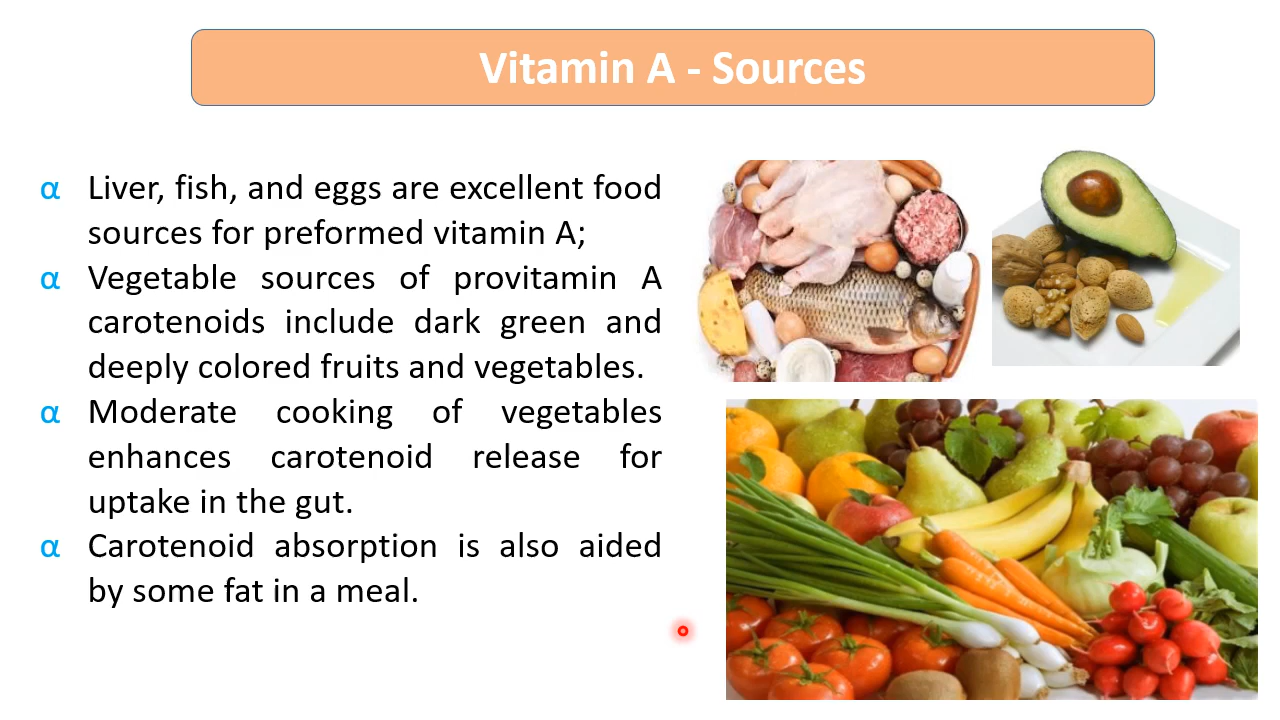 Vitamin A - Sources
α Liver, fish, and eggs are excellent food
sources for preformed vitamin A;
α Vegetable sources of provitamin A
carotenoids include dark green and
deeply colored fruits and vegetables.
α Moderate cooking of vegetables
enhances carotenoid release for
uptake in the gut.
α Carotenoid absorption is also aided
by some fat in a meal.